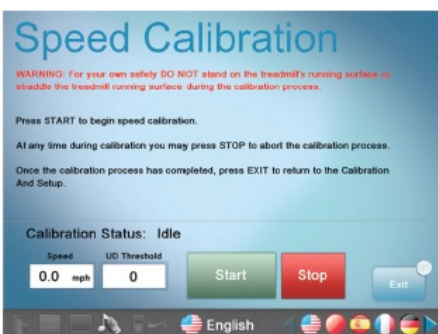 Speed Calibration
WARNING: For your own safety DO NIOT stand on the treadmill's running surface or
straddle the treadmill running surface during the calibration process.
Press START to begin speed calibration.
At any time during calibration you may press STOP to abort the calibration process.
Once the calibration process has completed, press EXIT to return to the Calibration
And Setup.
Calibration Status: Idle
Speed UD Threshold
0.0 mph 0 Start Stop Exit
English